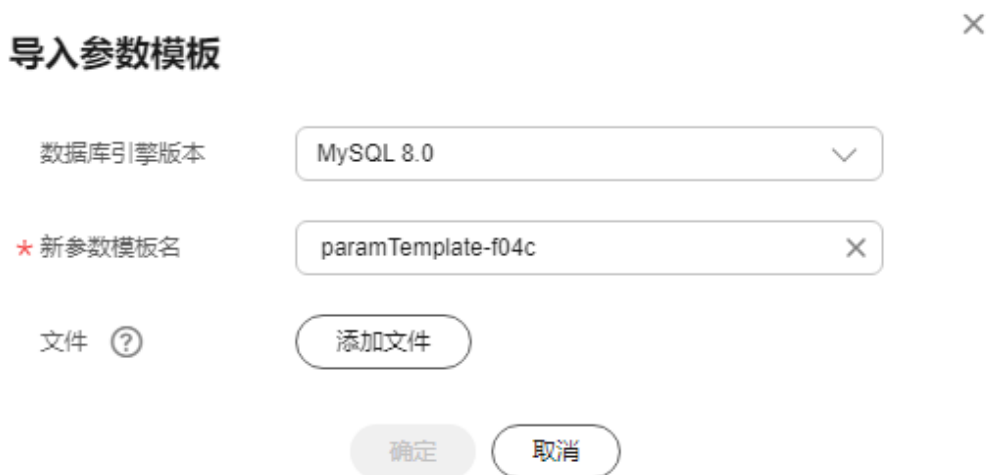 导入参数模板
数据库引擎版本 MySQL 8.0
* 新参数模板名 paramTemplate-f04c
文件 ? 添加文件
确定 取消